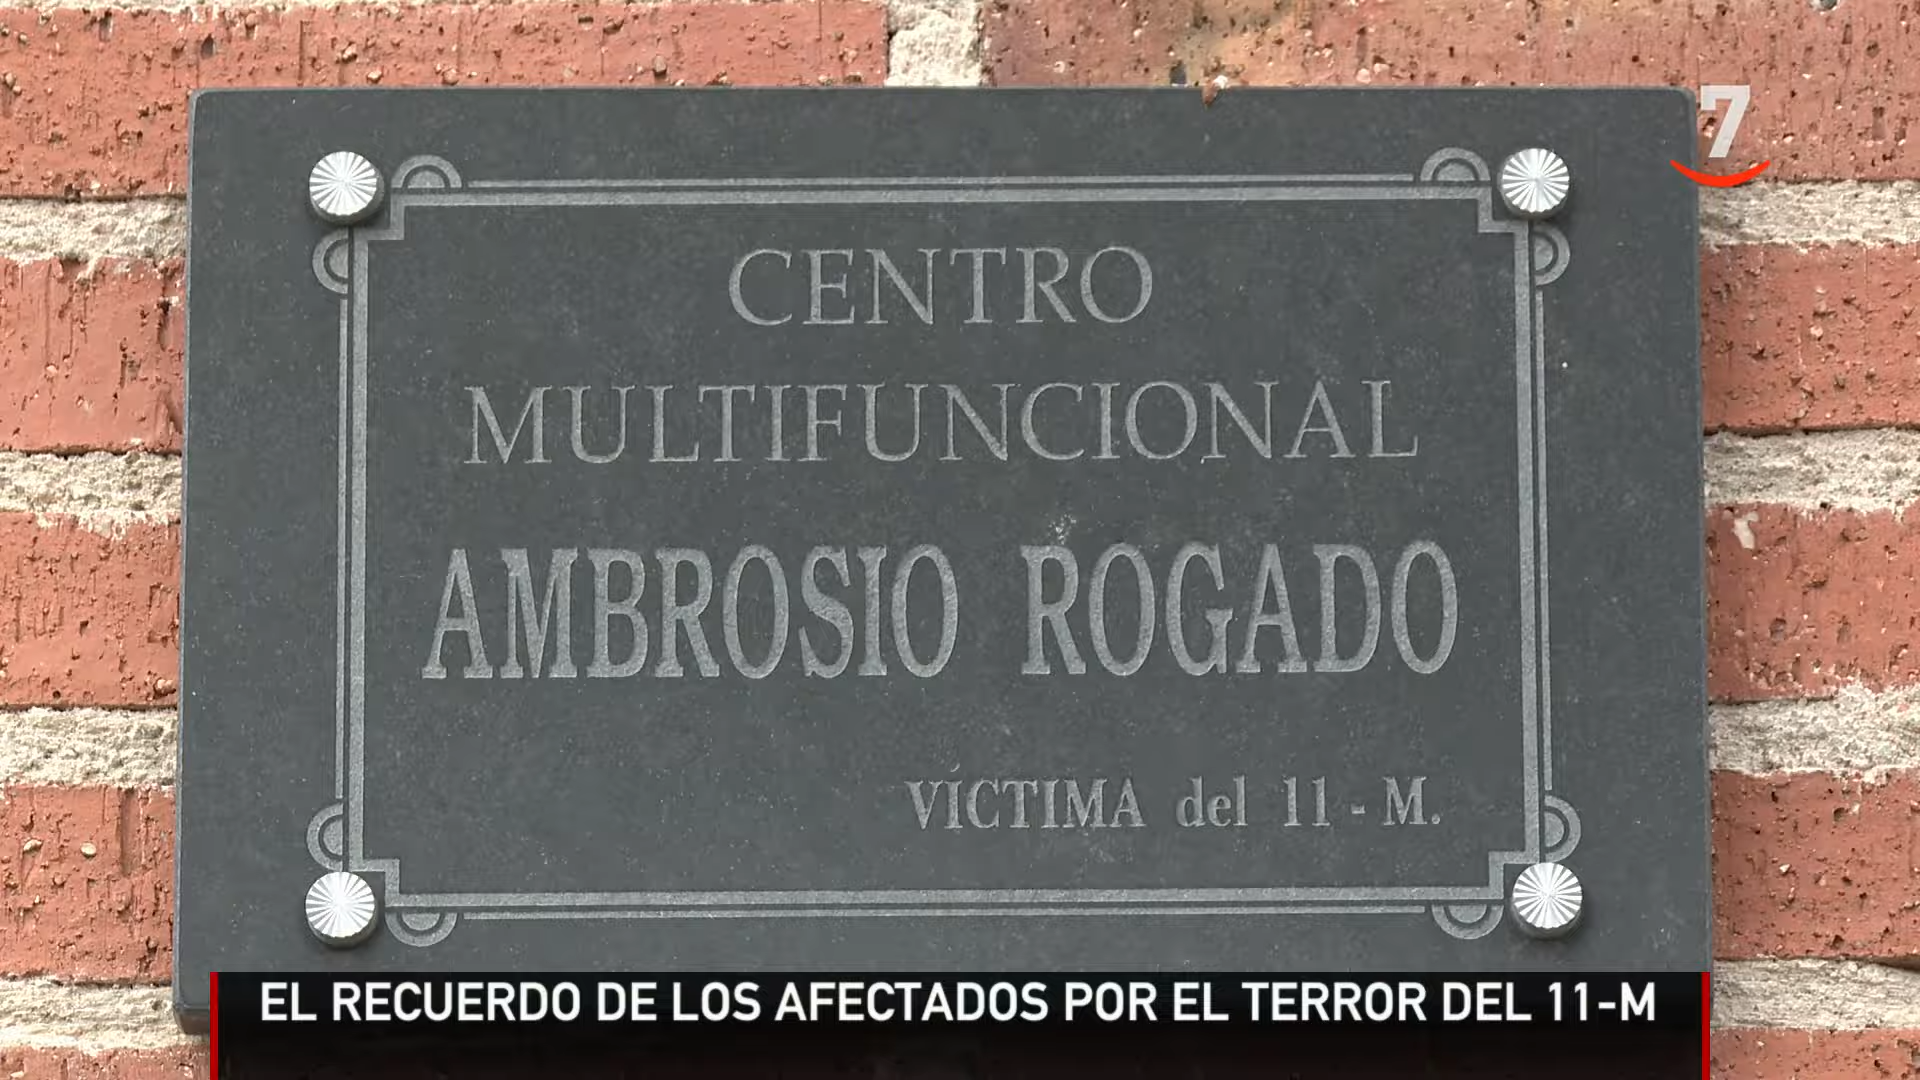 7
CENTRO
MULTIFUNCIONAL
AMBROSIO ROGADO
VÍCTIMA del 11 - M.
EL RECUERDO DE LOS AFECTADOS POR EL TERROR DEL 11-M